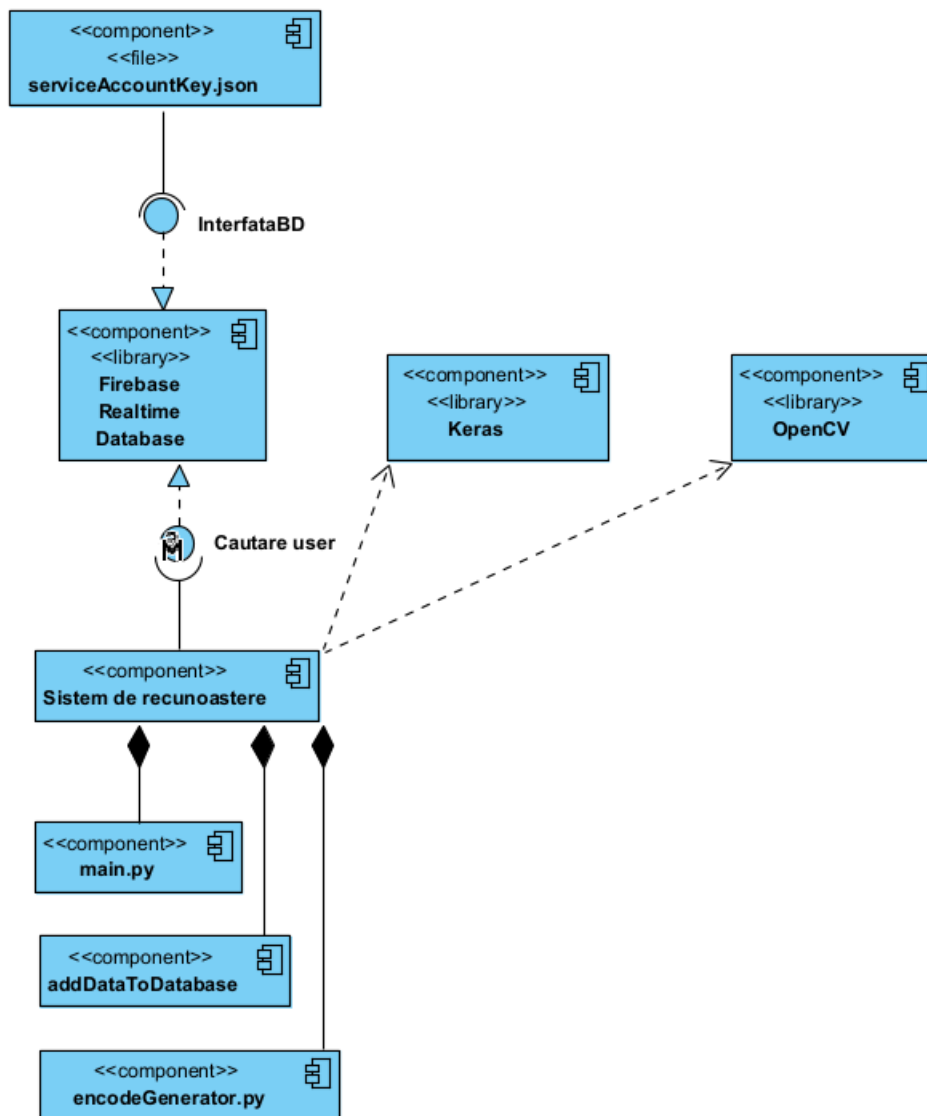 <<component>>
<<file>>
serviceAccountKey.json
InterfataBD
<<component>>
<<library>>
Firebase
Realtime
Database
<<component>>
<<library>>
Keras
<<component>>
<<library>>
OpenCV
Cautare user
<<component>>
Sistem de recunoastere
<<component>>
main.py
<<component>>
addDataToDatabase
<<component>>
encodeGenerator.py